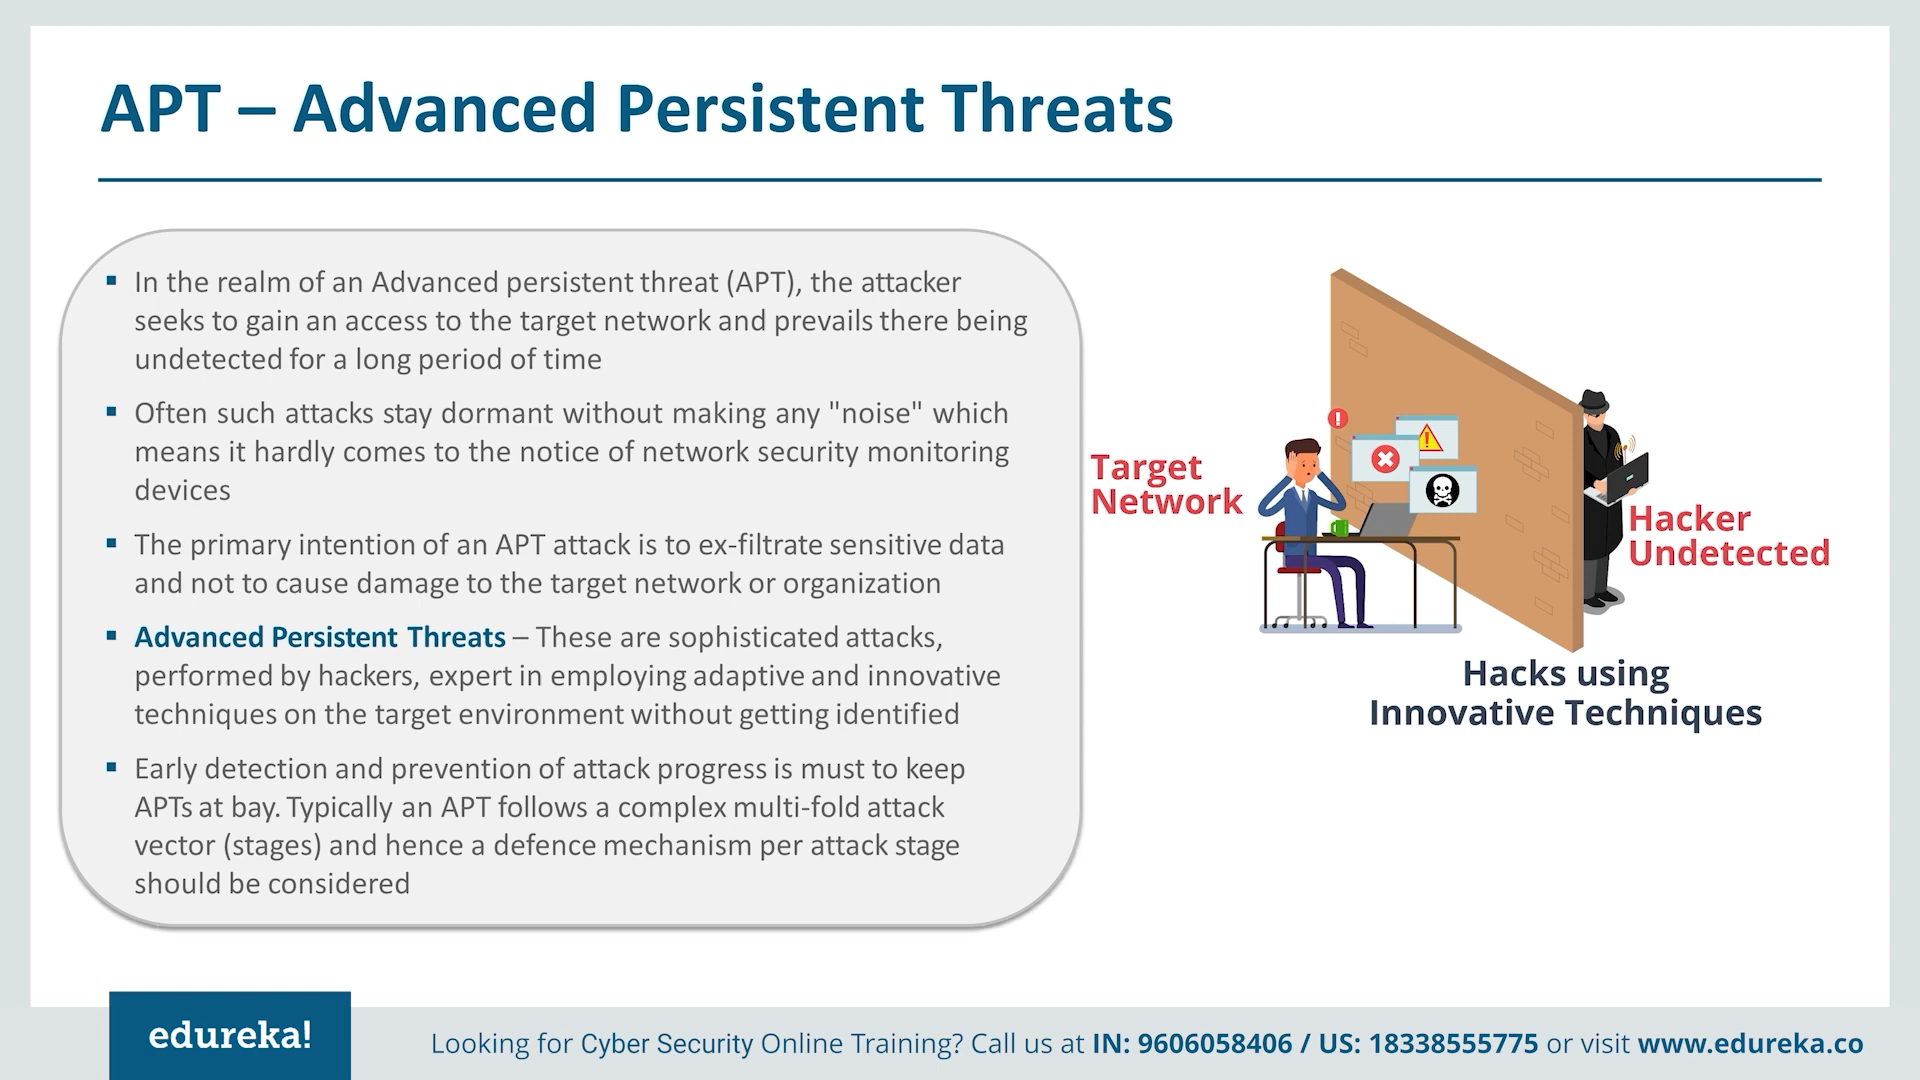 APT – Advanced Persistent Threats
In the realm of an Advanced persistent threat (APT), the attacker
seeks to gain an access to the target network and prevails there being
undetected for a long period of time
Often such attacks stay dormant without making any "noise" which
means it hardly comes to the notice of network security monitoring
devices
The primary intention of an APT attack is to ex-filtrate sensitive data
and not to cause damage to the target network or organization
Advanced Persistent Threats – These are sophisticated attacks,
performed by hackers, expert in employing adaptive and innovative
techniques on the target environment without getting identified
Early detection and prevention of attack progress is must to keep
APTs at bay. Typically an APT follows a complex multi-fold attack
vector (stages) and hence a defence mechanism per attack stage
should be considered
Target
Network
Hacker
Undetected
Hacks using
Innovative Techniques
edureka!
Looking for Cyber Security Online Training? Call us at IN: 9606058406 / US: 18338555775 or visit www.edureka.co